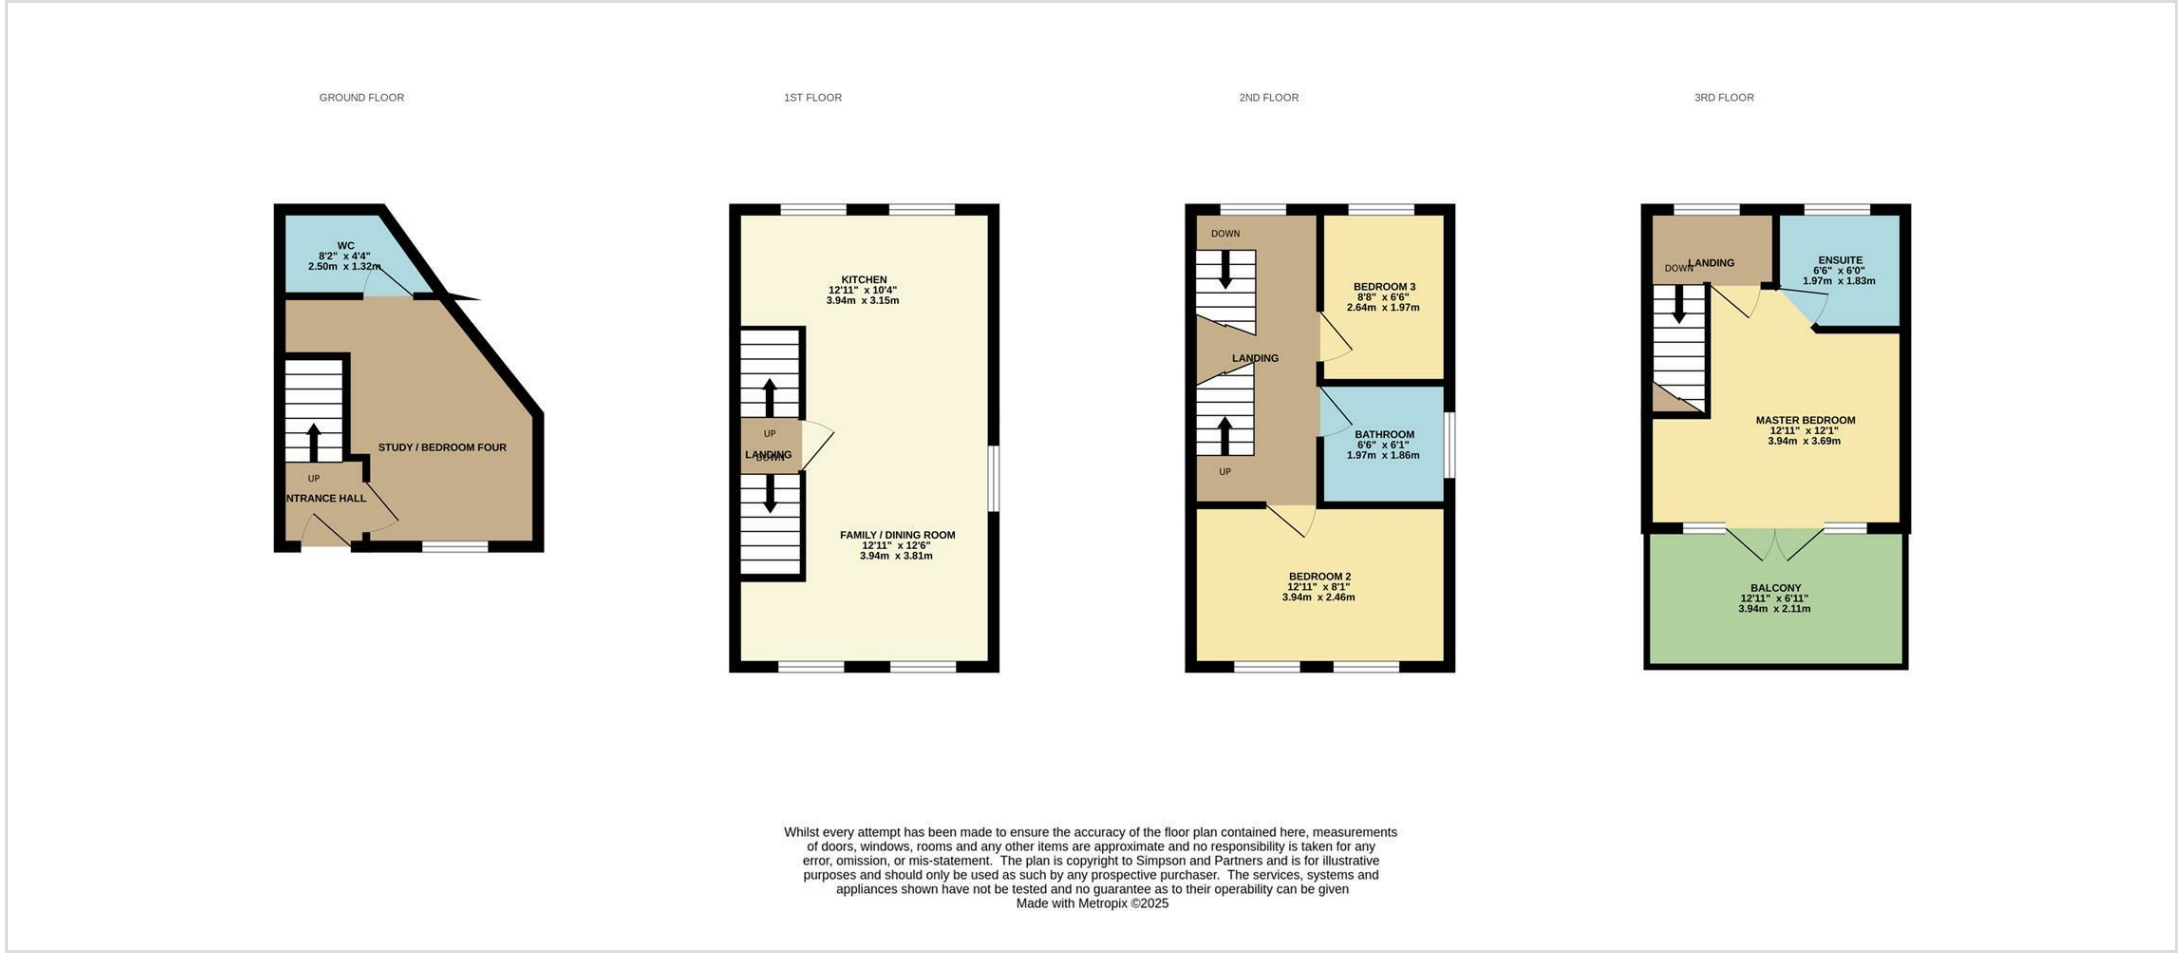 GROUND FLOOR
WC
8'2" x 4'4"
2.50m x 1.32m
STUDY / BEDROOM FOUR
UP
NTRANCE HALL
1ST FLOOR
KITCHEN
12'11" x 10'4"
3.94m x 3.15m
UP
LANDING
DOWN
FAMILY / DINING ROOM
12'11" x 12'6"
3.94m x 3.81m
2ND FLOOR
DOWN
BEDROOM 3
8'8" x 6'6"
2.64m x 1.97m
LANDING
BATHROOM
6'6" x 6'1"
1.97m x 1.86m
UP
BEDROOM 2
12'11" x 8'1"
3.94m x 2.46m
3RD FLOOR
LANDING
DOWN
ENSUITE
6'6" x 6'0"
1.97m x 1.83m
MASTER BEDROOM
12'11" x 12'1"
3.94m x 3.69m
BALCONY
12'11" x 6'11"
3.94m x 2.11m
Whilst every attempt has been made to ensure the accuracy of the floor plan contained here, measurements
of doors, windows, rooms and any other items are approximate and no responsibility is taken for any
error, omission, or mis-statement. The plan is copyright to Simpson and Partners and is for illustrative
purposes and should only be used as such by any prospective purchaser. The services, systems and
appliances shown have not be tested and no guarantee as to their operability can be given
Made with Metropix ©2025